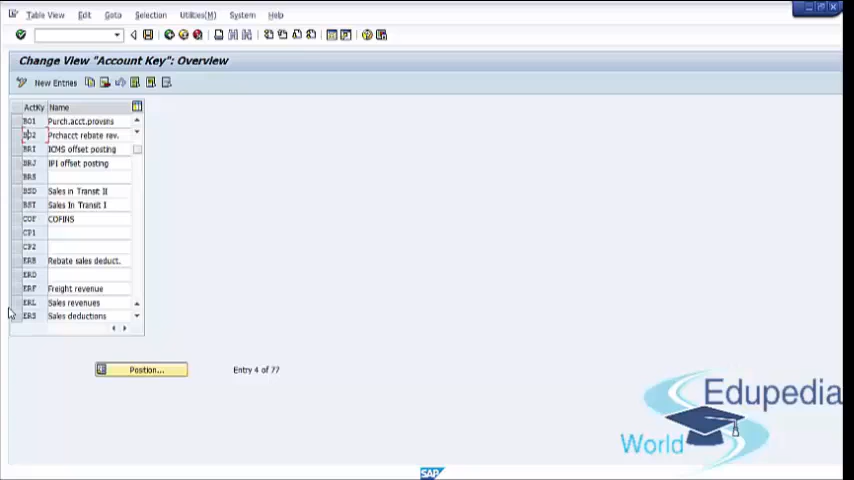 Table View Edit Goto Selection Utilities(M) System Help
Change View "Account Key": Overview
New Entries
ActKy Name
BO1 Purch.acct.provsns
BO2 Prchacct rebate rev.
BRI ICMS offset posting
BRJ IPI offset posting
BRS
BSD Sales in Transit II
BST Sales In Transit I
COF COFINS
CP1
CP2
ERB Rebate sales deduct.
ERD
ERF Freight revenue
ERL Sales revenues
ERS Sales deductions
Position...
Entry 4 of 77
Edupedia
World
SAP